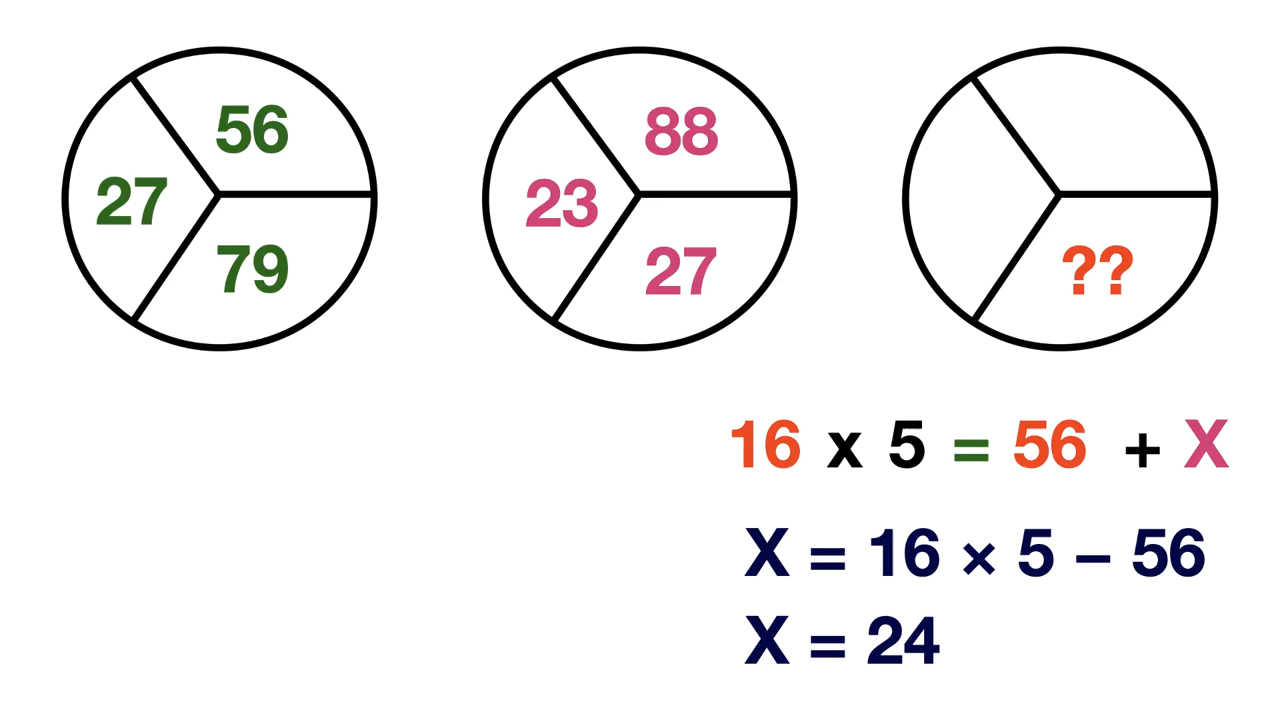 56
27
79
88
23
27
??
16 x 5 = 56 + X
X = 16 × 5 – 56
X = 24